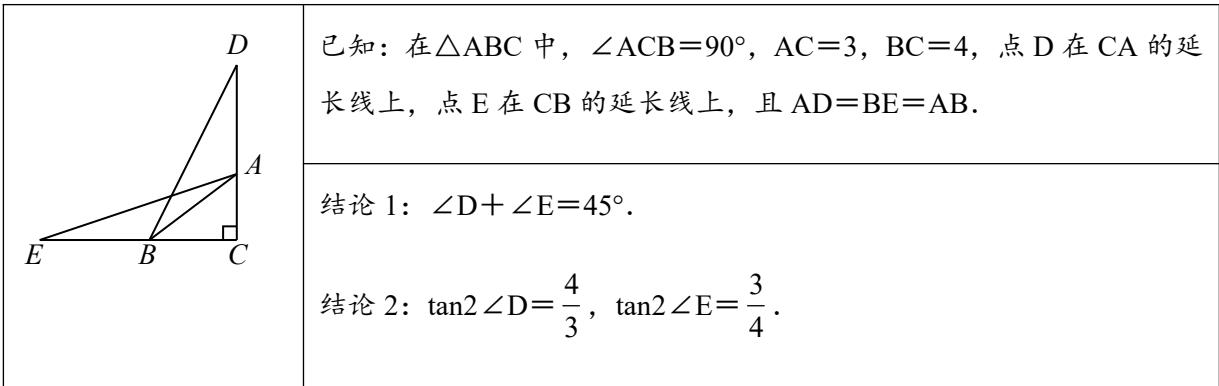 D
A
E
B
C
已知：在△ABC 中，∠ACB＝90°，AC＝3，BC＝4，点 D 在 CA 的延
长线上，点 E 在 CB 的延长线上，且 AD＝BE＝AB．
结论 1：∠D＋∠E＝45°．
结论 2：tan2∠D＝4/3，tan2∠E＝3/4．